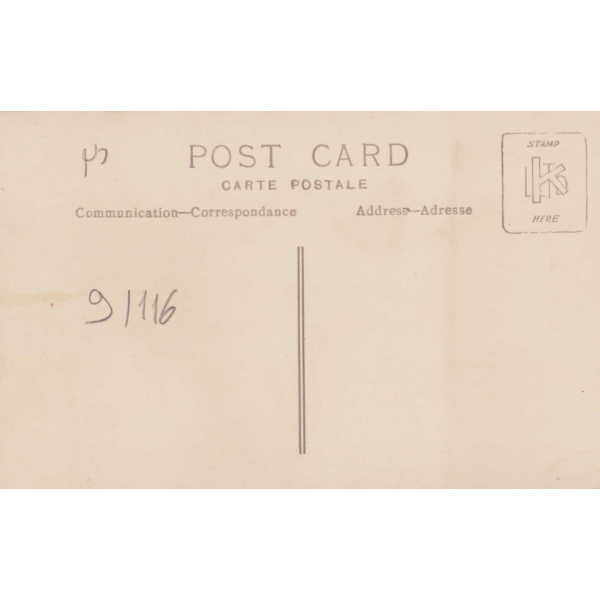 POST CARD
CARTE POSTALE
Communication—Correspondance
Address—Adresse
STAMP
HERE
9/116